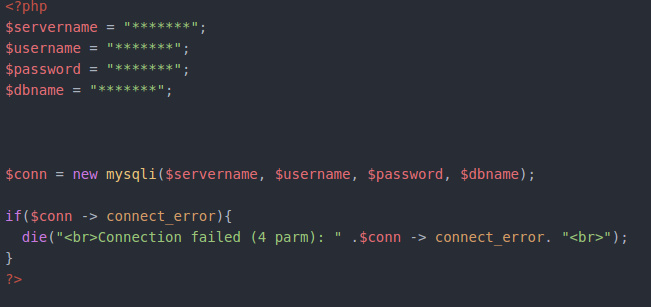 <?php
$servername = "*******";
$username = "*******";
$password = "*******";
$dbname = "*******";
$conn = new mysqli($servername, $username, $password, $dbname);
if($conn -> connect_error){
die("<br>Connection failed (4 parm): " .$conn -> connect_error. "<br>");
}
?>